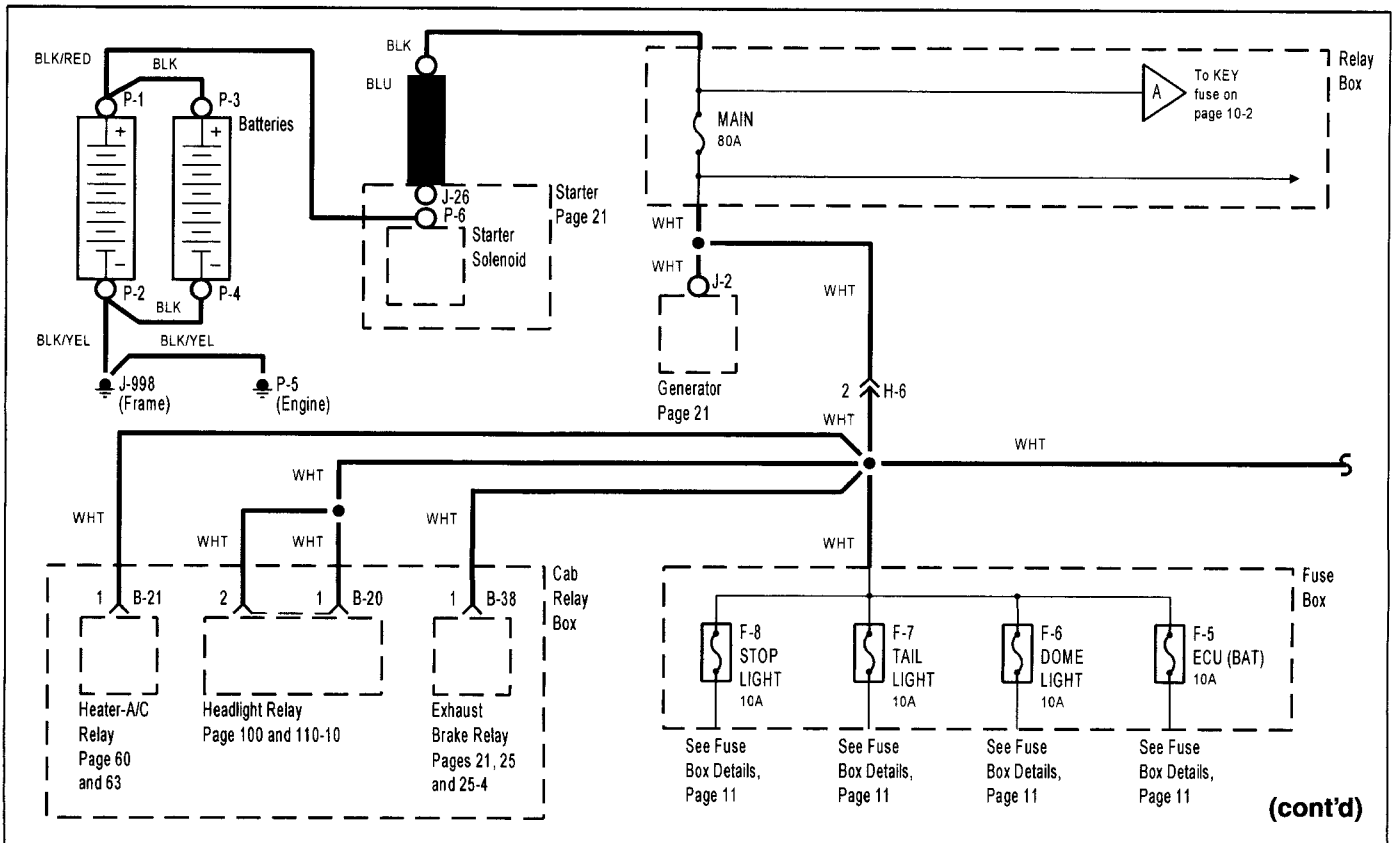 BLK/RED
BLK
P-1
P-3
+
+
Batteries
-
-
P-2
P-4
BLK
BLK/YEL
BLK/YEL
J-998
(Frame)
P-5
(Engine)
BLK
BLU
J-26
P-6
Starter
Page 21
Starter
Solenoid
Relay
Box
A
To KEY
fuse on
page 10-2
MAIN
80A
WHT
WHT
J-2
Generator
Page 21
WHT
2
H-6
WHT
WHT
WHT
WHT
WHT
WHT
WHT
WHT
Cab
Relay
Box
1
B-21
2
1
B-20
1
B-38
Heater-A/C
Relay
Page 60
and 63
Headlight Relay
Page 100 and 110-10
Exhaust
Brake Relay
Pages 21, 25
and 25-4
Fuse
Box
F-8
STOP
LIGHT
10A
F-7
TAIL
LIGHT
10A
F-6
DOME
LIGHT
10A
F-5
ECU (BAT)
10A
See Fuse
Box Details,
Page 11
See Fuse
Box Details,
Page 11
See Fuse
Box Details,
Page 11
See Fuse
Box Details,
Page 11
(cont'd)